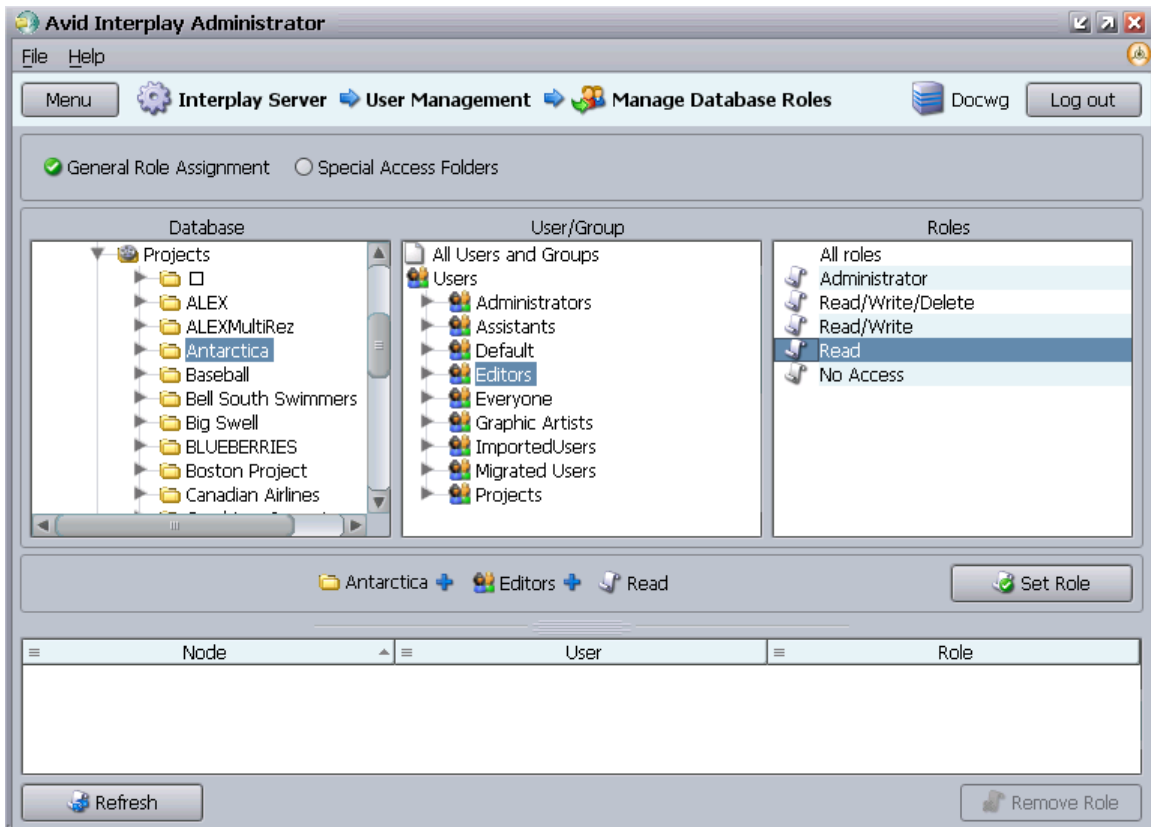 Avid Interplay Administrator
File Help
Menu Interplay Server User Management Manage Database Roles Docwg Log out
General Role Assignment Special Access Folders
Database User/Group Roles
Projects All Users and Groups All roles
Users Administrator
ALEX Administrators Read/Write/Delete
ALEXMultiRez Assistants Read/Write
Antarctica Default Read
Baseball Editors No Access
Bell South Swimmers Everyone
Big Swell Graphic Artists
BLUEBERRIES ImportedUsers
Boston Project Migrated Users
Canadian Airlines Projects
Antarctica + Editors + Read Set Role
Node User Role
Refresh Remove Role